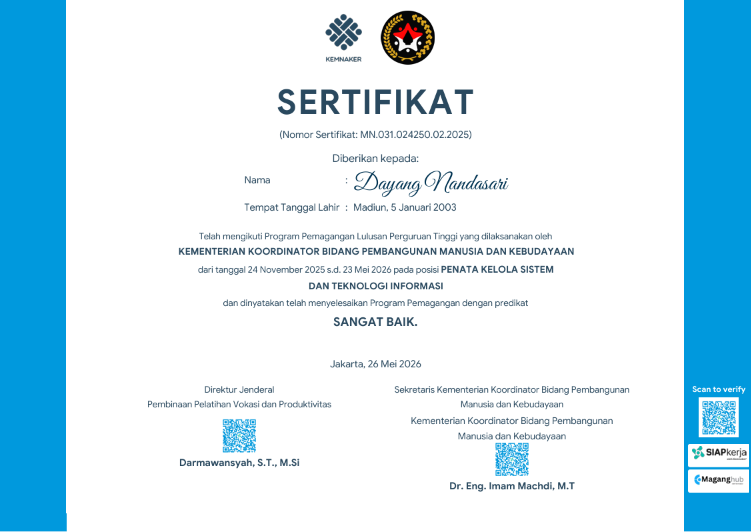 KEMNAKER
SERTIFIKAT
(Nomor Sertifikat: MN.031.024250.02.2025)
Diberikan kepada:
Nama : Dayang Nandasari
Tempat Tanggal Lahir : Madiun, 5 Januari 2003
Telah mengikuti Program Pemagangan Lulusan Perguruan Tinggi yang dilaksanakan oleh
KEMENTERIAN KOORDINATOR BIDANG PEMBANGUNAN MANUSIA DAN KEBUDAYAAN
dari tanggal 24 November 2025 s.d. 23 Mei 2026 pada posisi PENATA KELOLA SISTEM
DAN TEKNOLOGI INFORMASI
dan dinyatakan telah menyelesaikan Program Pemagangan dengan predikat
SANGAT BAIK.
Jakarta, 26 Mei 2026
Direktur Jenderal
Pembinaan Pelatihan Vokasi dan Produktivitas
Darmawansyah, S.T., M.Si
Sekretaris Kementerian Koordinator Bidang Pembangunan
Manusia dan Kebudayaan
Kementerian Koordinator Bidang Pembangunan
Manusia dan Kebudayaan
Dr. Eng. Imam Machdi, M.T
Scan to verify
SIAPkerja
Maganghub